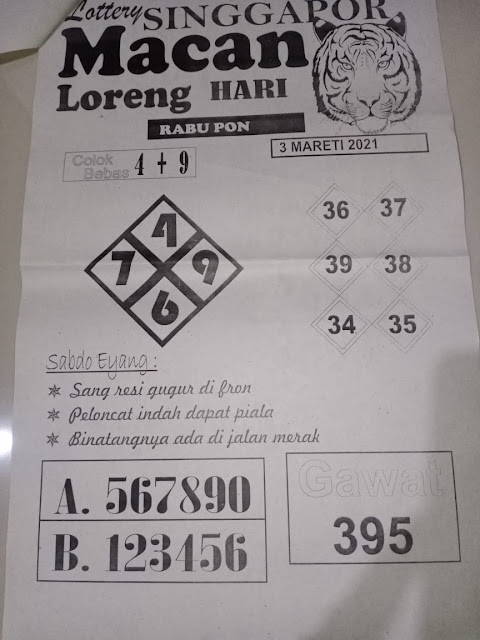 Lottery SINGGAPOR
Macan
Loreng HARI
RABU PON
3 MARETI 2021
Colok
Bebas 4 + 9
4
7 9
6
36 37
39 38
34 35
Sabdo Eyang :
Sang resi gugur di fron
Peloncat indah dapat piala
Binatangnya ada di jalan merak
A. 567890
B. 123456
Gawat
395